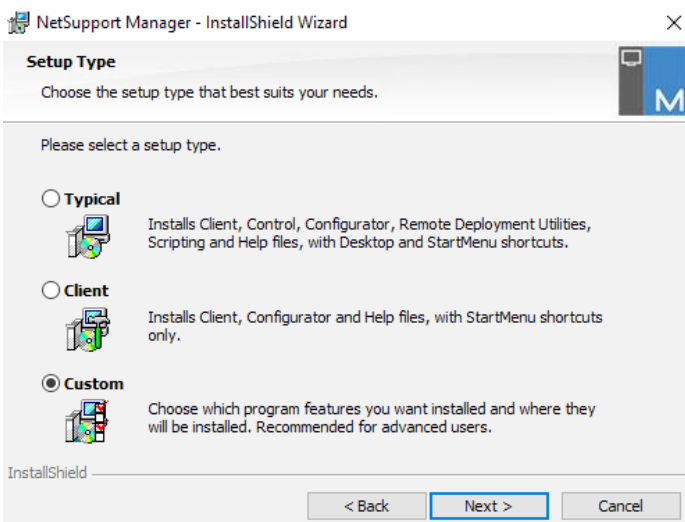 NetSupport Manager - InstallShield Wizard
Setup Type
Choose the setup type that best suits your needs.
M
Please select a setup type.
Typical
Installs Client, Control, Configurator, Remote Deployment Utilities,
Scripting and Help files, with Desktop and StartMenu shortcuts.
Client
Installs Client, Configurator and Help files, with StartMenu shortcuts
only.
Custom
Choose which program features you want installed and where they
will be installed. Recommended for advanced users.
InstallShield
< Back Next > Cancel